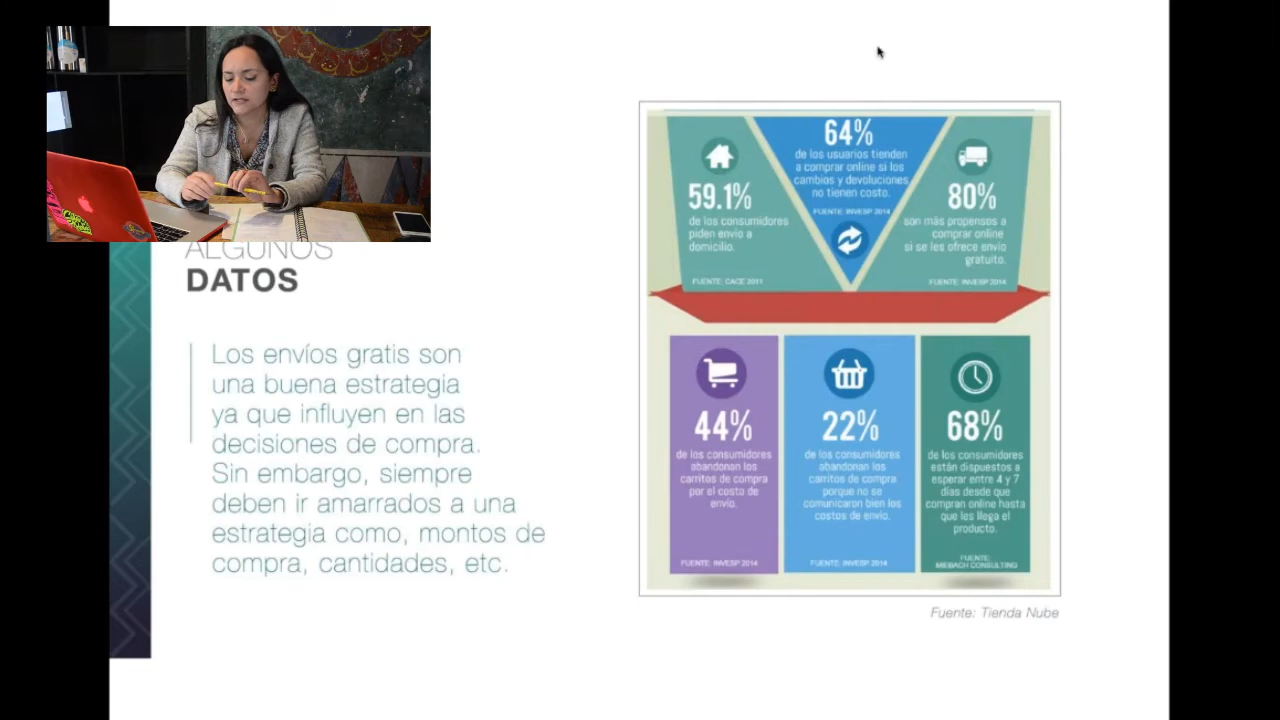 ALGUNOS
DATOS
Los envíos gratis son
una buena estrategia
ya que influyen en las
decisiones de compra.
Sin embargo, siempre
deben ir amarrados a una
estrategia como, montos de
compra, cantidades, etc.
59.1%
de los consumidores
piden envio a
domicilio.
FUENTE: CACE 2011
64%
de los usuarios tienden
a comprar online si los
cambios y devoluciones
no tienen costo.
FUENTE: INVESP 2014
80%
son más propensos a
comprar online
si se les ofrece envio
gratuito.
FUENTE: INVESP 2014
44%
de los consumidores
abandonan los
carritos de compra
por el costo de
envío.
FUENTE: INVESP 2014
22%
de los consumidores
abandonan los
carritos de compra
porque no se
comunicaron bien los
costos de envio.
FUENTE: INVESP 2014
68%
de los consumidores
están dispuestos a
esperar entre 4 y 7
días desde que
compran online hasta
que les llega el
producto.
FUENTE:
MIEBACH CONSULTING
Fuente: Tienda Nube